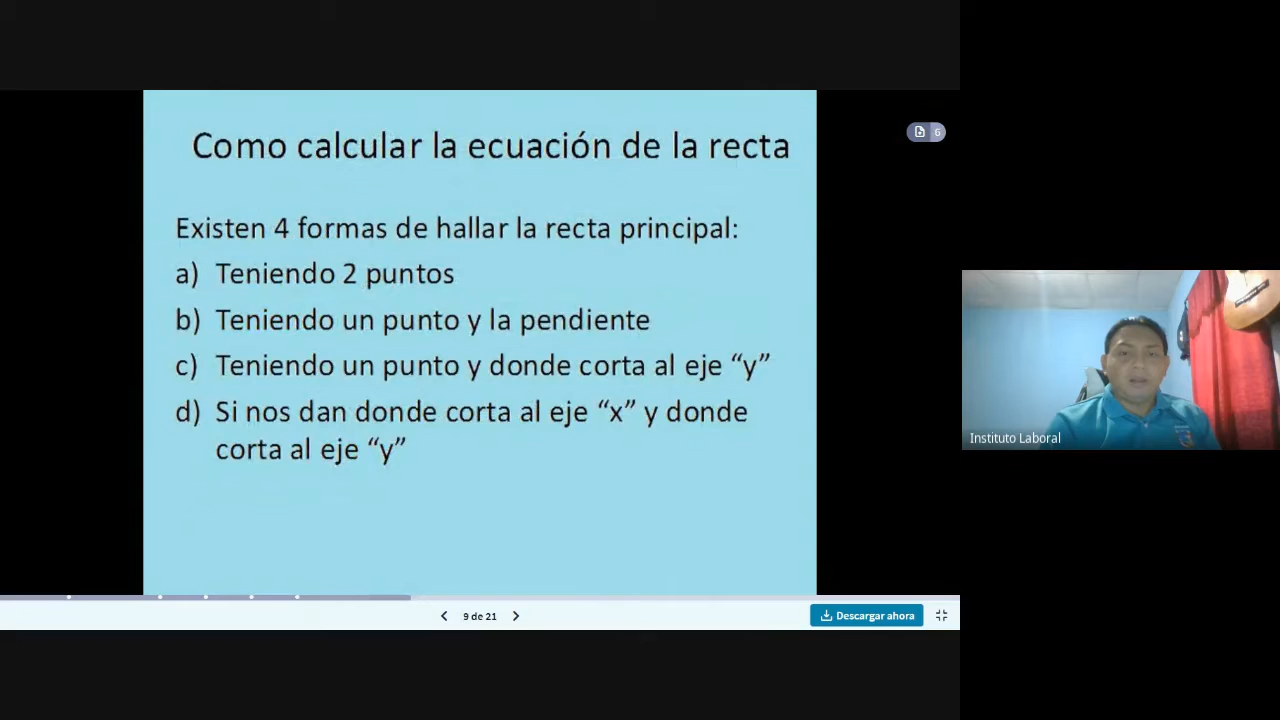 Como calcular la ecuación de la recta
Existen 4 formas de hallar la recta principal:
a) Teniendo 2 puntos
b) Teniendo un punto y la pendiente
c) Teniendo un punto y donde corta al eje “y”
d) Si nos dan donde corta al eje “x” y donde
corta al eje “y”
6
9 de 21
Descargar ahora
Instituto Laboral